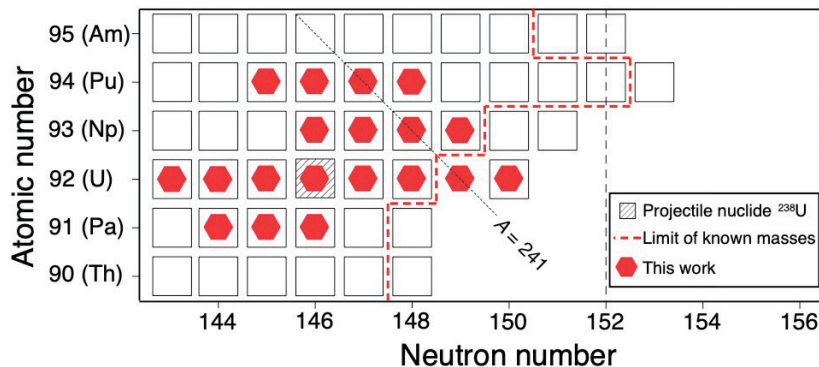 Atomic number
95 (Am)
94 (Pu)
93 (Np)
92 (U)
91 (Pa)
90 (Th)
A = 241
Projectile nuclide ²³⁸U
Limit of known masses
This work
144 146 148 150 152 154 156
Neutron number